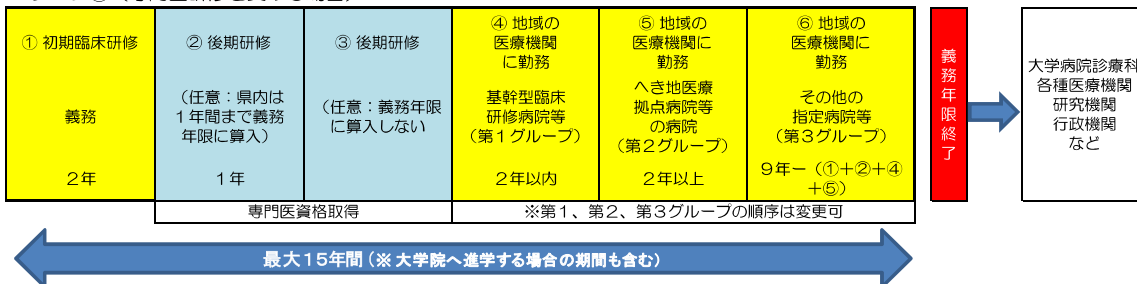 ① 初期臨床研修
義務
2年
② 後期研修
（任意：県内は
1年間まで義務
年限に算入）
1年
③ 後期研修
（任意：義務年限
に算入しない
④ 地域の
医療機関
に勤務
基幹型臨床
研修病院等
（第1グループ）
2年以内
⑤ 地域の
医療機関に
勤務
へき地医療
拠点病院等
の病院
（第2グループ）
2年以上
⑥ 地域の
医療機関に
勤務
その他の
指定病院等
（第3グループ）
9年ー（①＋②＋④
＋⑤）
専門医資格取得
※第1、第2、第3グループの順序は変更可
義務年限終了
大学病院診療科
各種医療機関
研究機関
行政機関
など
最大15年間（※ 大学院へ進学する場合の期間も含む）